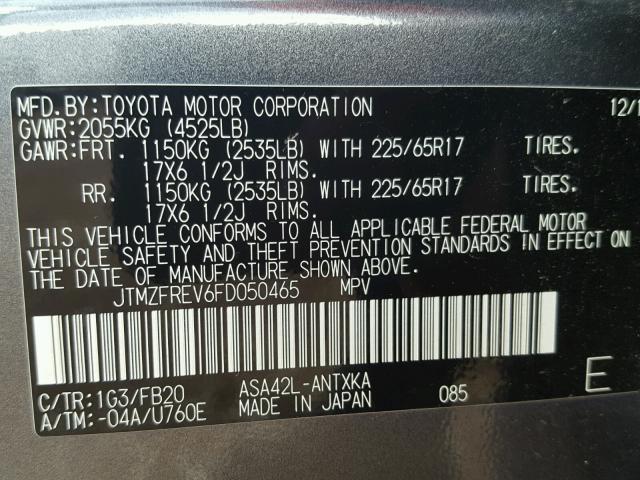 MFD.BY:TOYOTA MOTOR CORPORATION 12/1
GVWR:2055KG (4525LB)
GAWR:FRT. 1150KG (2535LB) WITH 225/65R17 TIRES.
17X6 1/2J RIMS.
RR. 1150KG (2535LB) WITH 225/65R17 TIRES.
17X6 1/2J RIMS.
THIS VEHICLE CONFORMS TO ALL APPLICABLE FEDERAL MOTOR
VEHICLE SAFETY AND THEFT PREVENTION STANDARDS IN EFFECT ON
THE DATE OF MANUFACTURE SHOWN ABOVE.
JTMZFREV6FD050465 MPV
C/TR:1G3/FB20 ASA42L-ANTXKA 085 E
A/TM:-04A/U760E MADE IN JAPAN